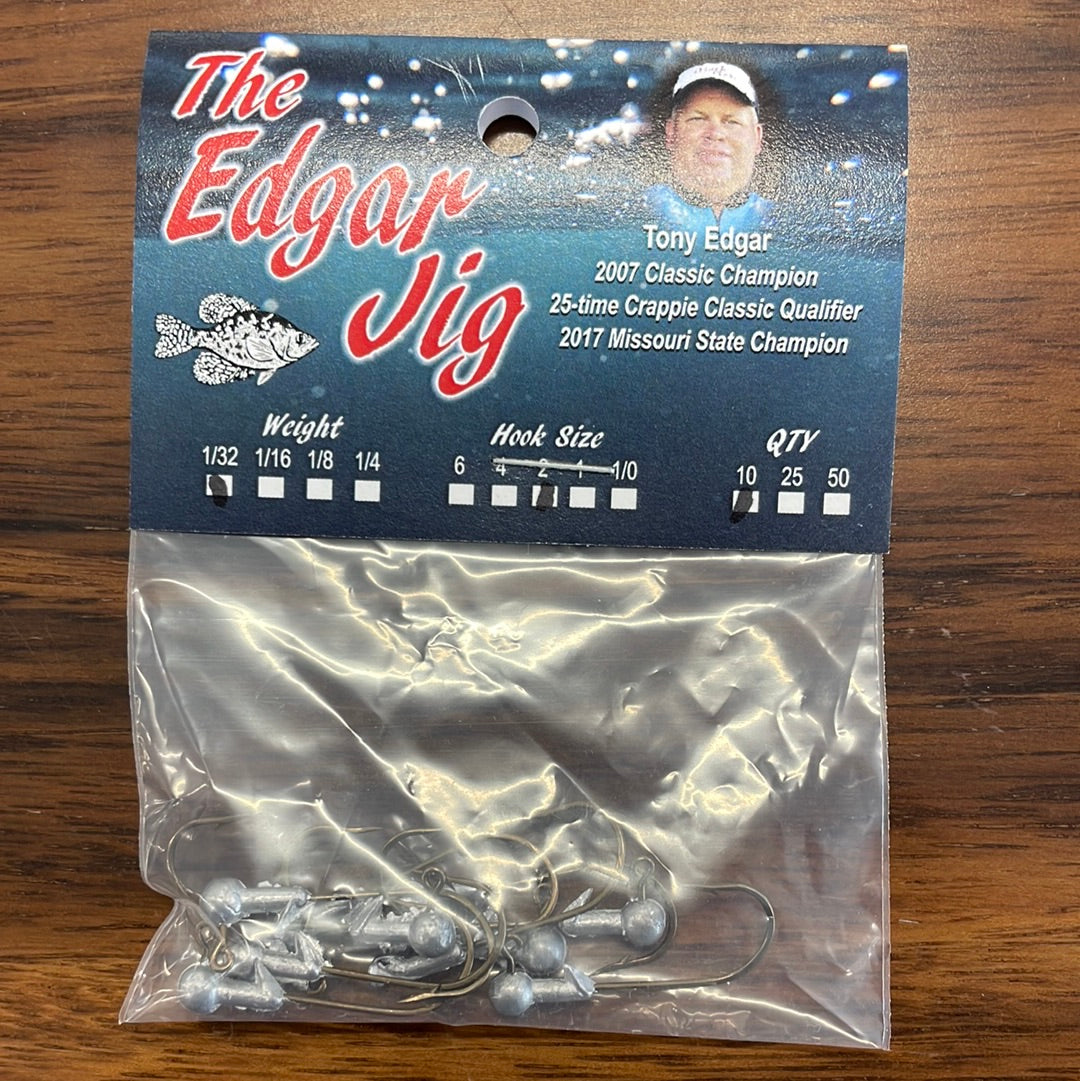 The
Edgar
Jig
Tony Edgar
2007 Classic Champion
25-time Crappie Classic Qualifier
2017 Missouri State Champion
Weight
1/32 1/16 1/8 1/4
Hook Size
6 4 2 1 1/0
QTY
10 25 50